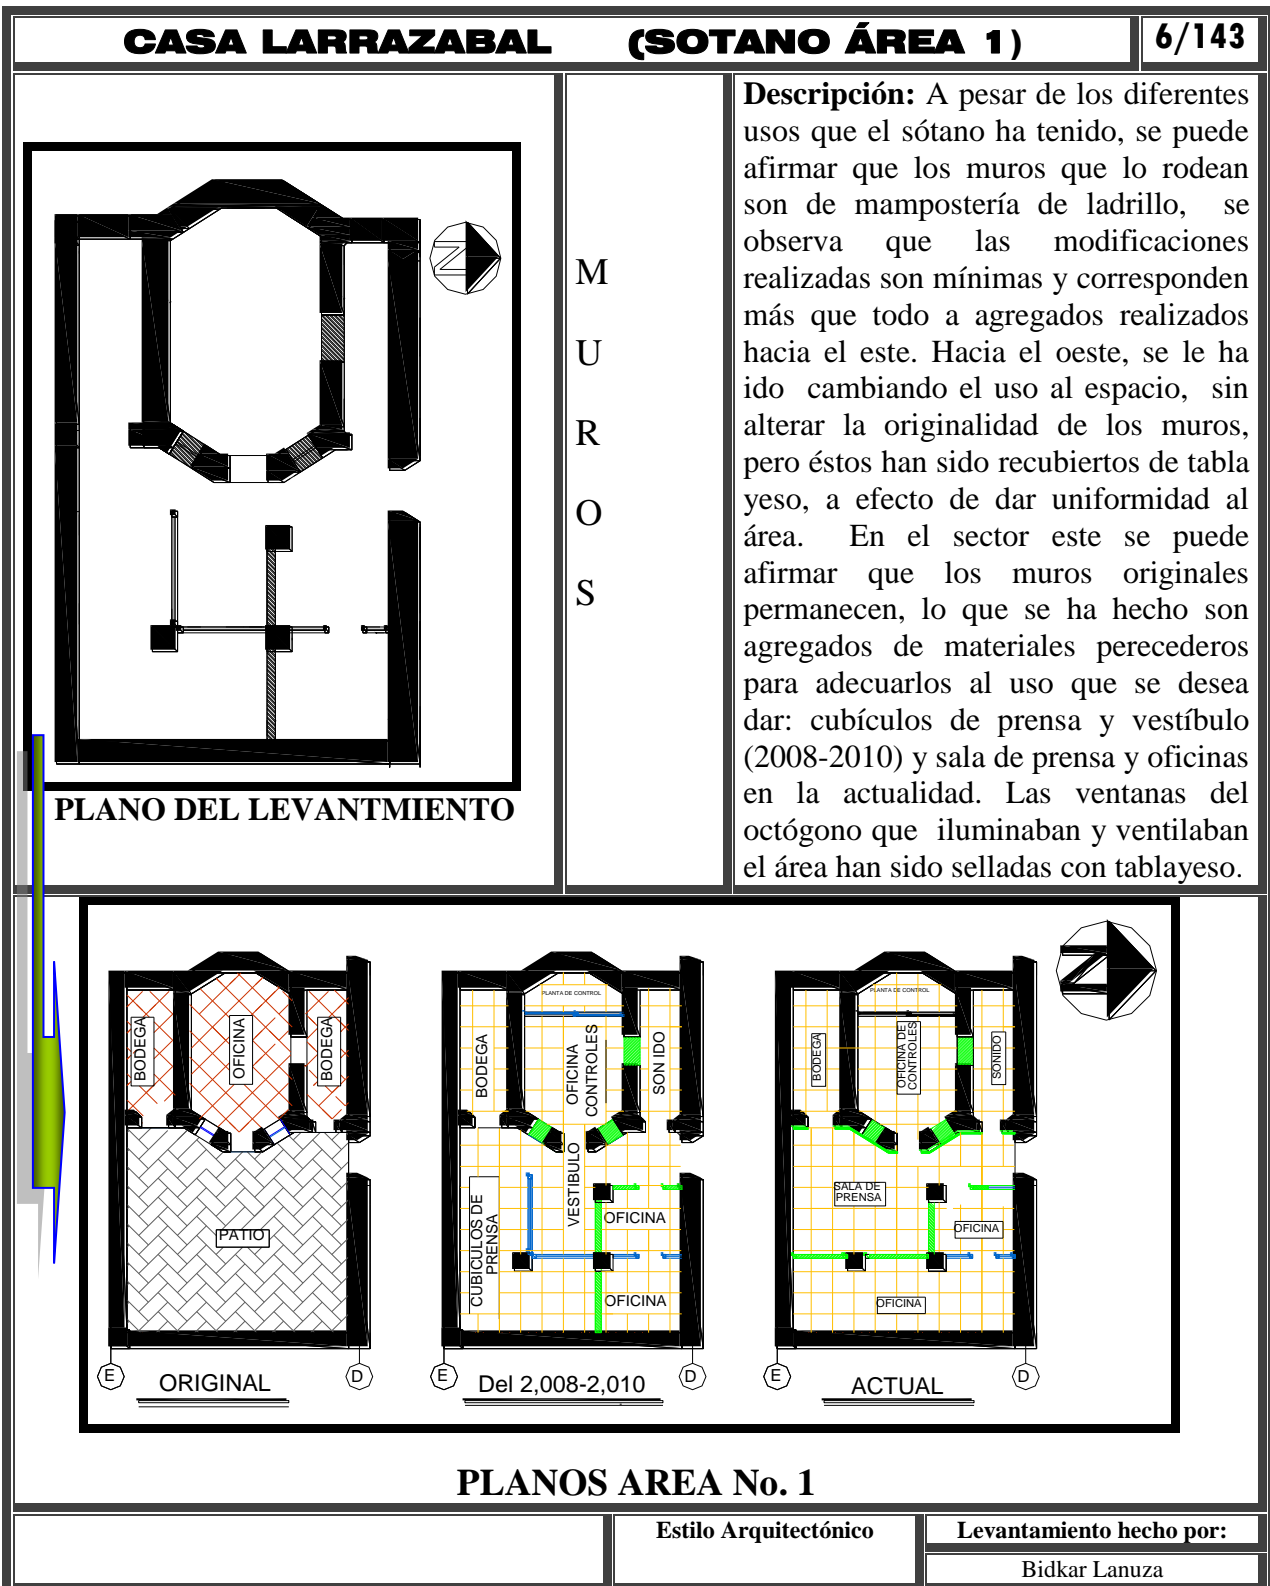 CASA LARRAZABAL (SOTANO ÁREA 1)
6/143
N
PLANO DEL LEVANTMIENTO
M
U
R
O
S
Descripción: A pesar de los diferentes
usos que el sótano ha tenido, se puede
afirmar que los muros que lo rodean
son de mampostería de ladrillo, se
observa que las modificaciones
realizadas son mínimas y corresponden
más que todo a agregados realizados
hacia el este. Hacia el oeste, se le ha
ido cambiando el uso al espacio, sin
alterar la originalidad de los muros,
pero éstos han sido recubiertos de tabla
yeso, a efecto de dar uniformidad al
área. En el sector este se puede
afirmar que los muros originales
permanecen, lo que se ha hecho son
agregados de materiales perecederos
para adecuarlos al uso que se desea
dar: cubículos de prensa y vestíbulo
(2008-2010) y sala de prensa y oficinas
en la actualidad. Las ventanas del
octógono que iluminaban y ventilaban
el área han sido selladas con tablayeso.
BODEGA
OFICINA
BODEGA
PATIO
E
D
ORIGINAL
PLANTA DE CONTROL
BODEGA
OFICINA
CONTROLES
SON IDO
VESTIBULO
CUBICULOS DE
PRENSA
OFICINA
OFICINA
E
D
Del 2,008-2,010
PLANTA DE CONTROL
BODEGA
OFICINA DE
CONTROLES
SONIDO
SALA DE
PRENSA
OFICINA
OFICINA
E
D
ACTUAL
N
PLANOS AREA No. 1
Estilo Arquitectónico
Levantamiento hecho por:
Bidkar Lanuza